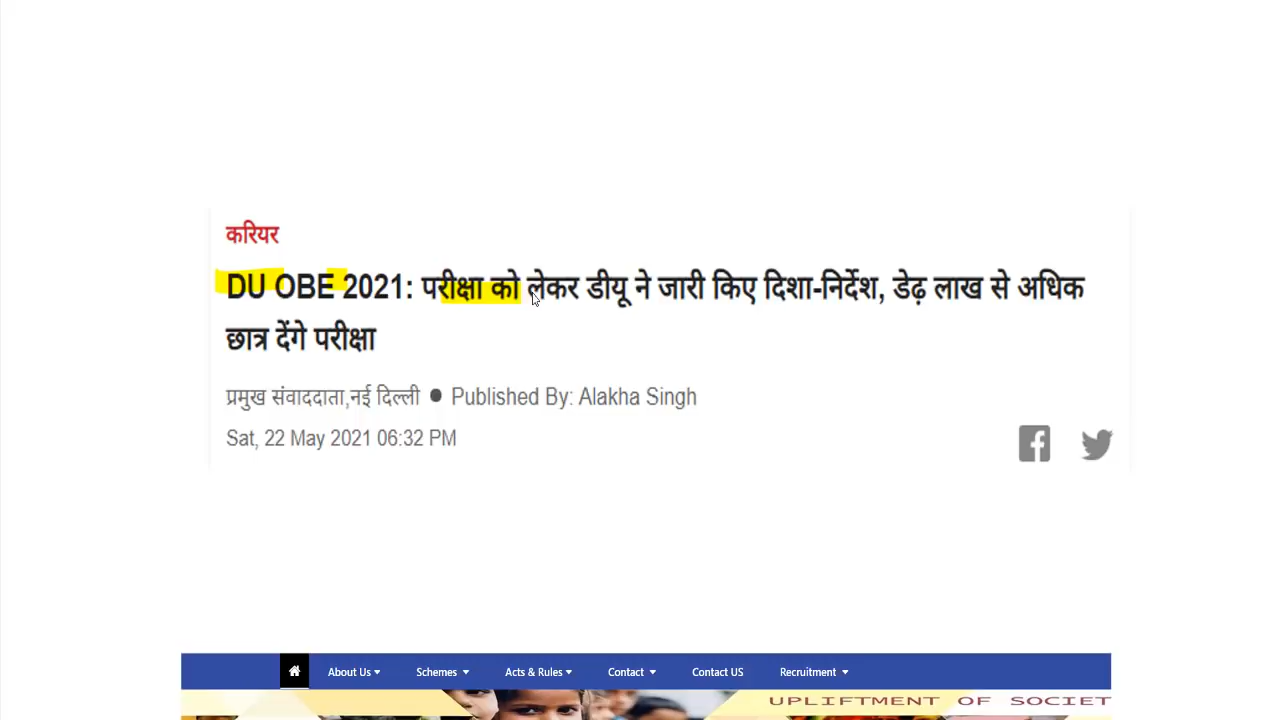 करियर
DU OBE 2021: परीक्षा को लेकर डीयू ने जारी किए दिशा-निर्देश, डेढ़ लाख से अधिक
छात्र देंगे परीक्षा
प्रमुख संवाददाता,नई दिल्ली ● Published By: Alakha Singh
Sat, 22 May 2021 06:32 PM
About Us Schemes Acts & Rules Contact Contact US Recruitment
UPLIFTMENT OF SOCIET